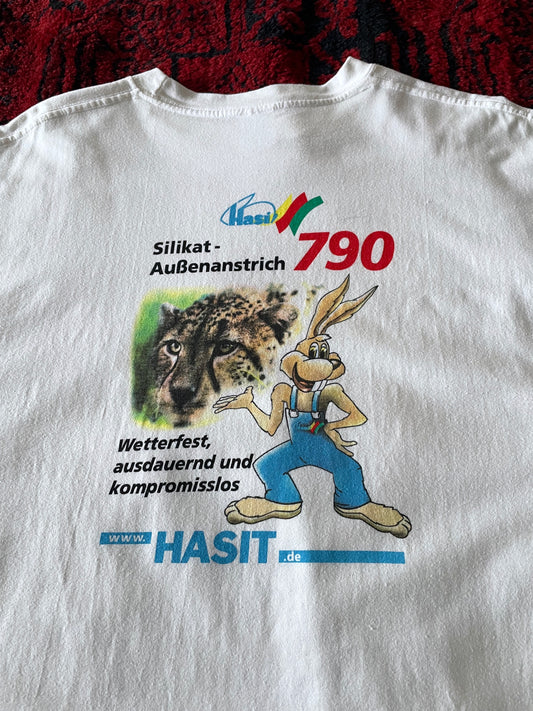 Hasit
Silikat-
Außenanstrich 790
Wetterfest,
ausdauernd und
kompromisslos
www. HASIT .de